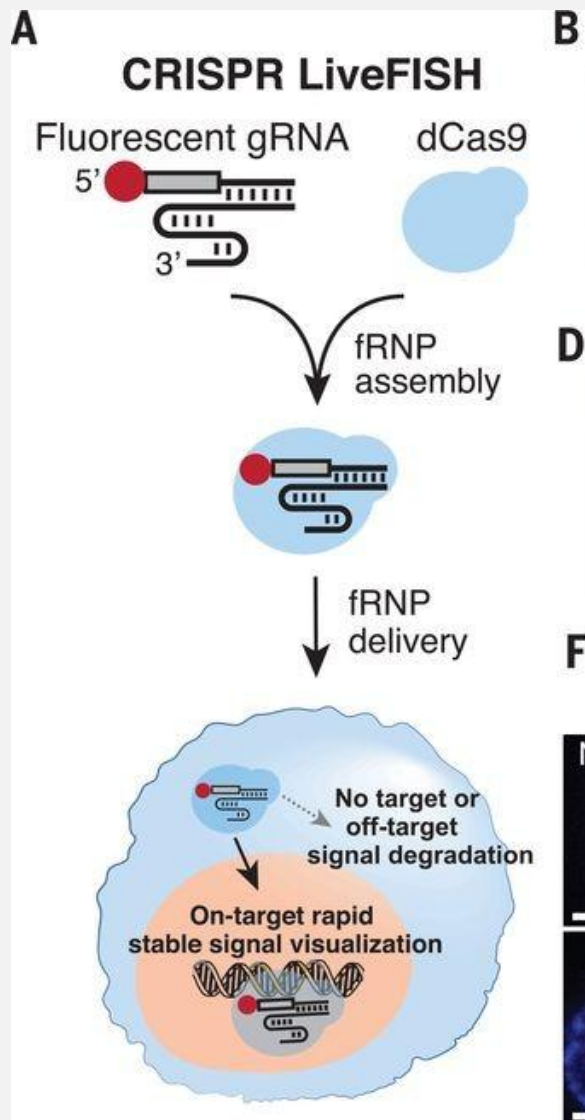 A
B
CRISPR LiveFISH
Fluorescent gRNA
dCas9
5’
3’
fRNP
assembly
D
fRNP
delivery
F
No target or
off-target
signal degradation
On-target rapid
stable signal visualization